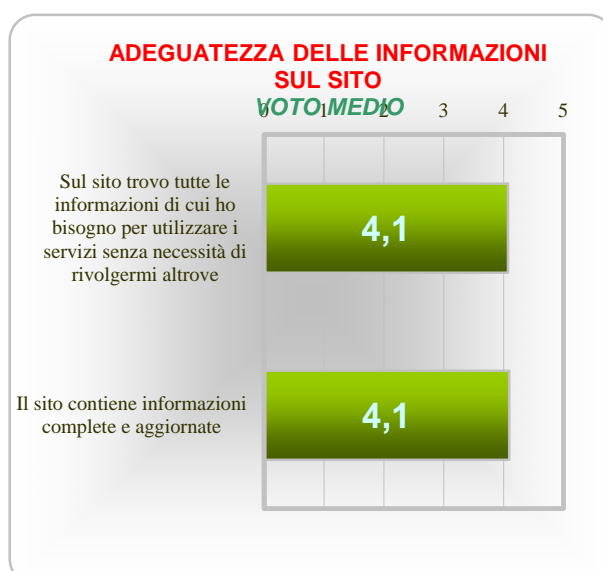 ADEGUATEZZA DELLE INFORMAZIONI
SUL SITO
VOTO MEDIO
0 1 2 3 4 5
Sul sito trovo tutte le
informazioni di cui ho
bisogno per utilizzare i
servizi senza necessità di
rivolgermi altrove
4,1
Il sito contiene informazioni
complete e aggiornate
4,1